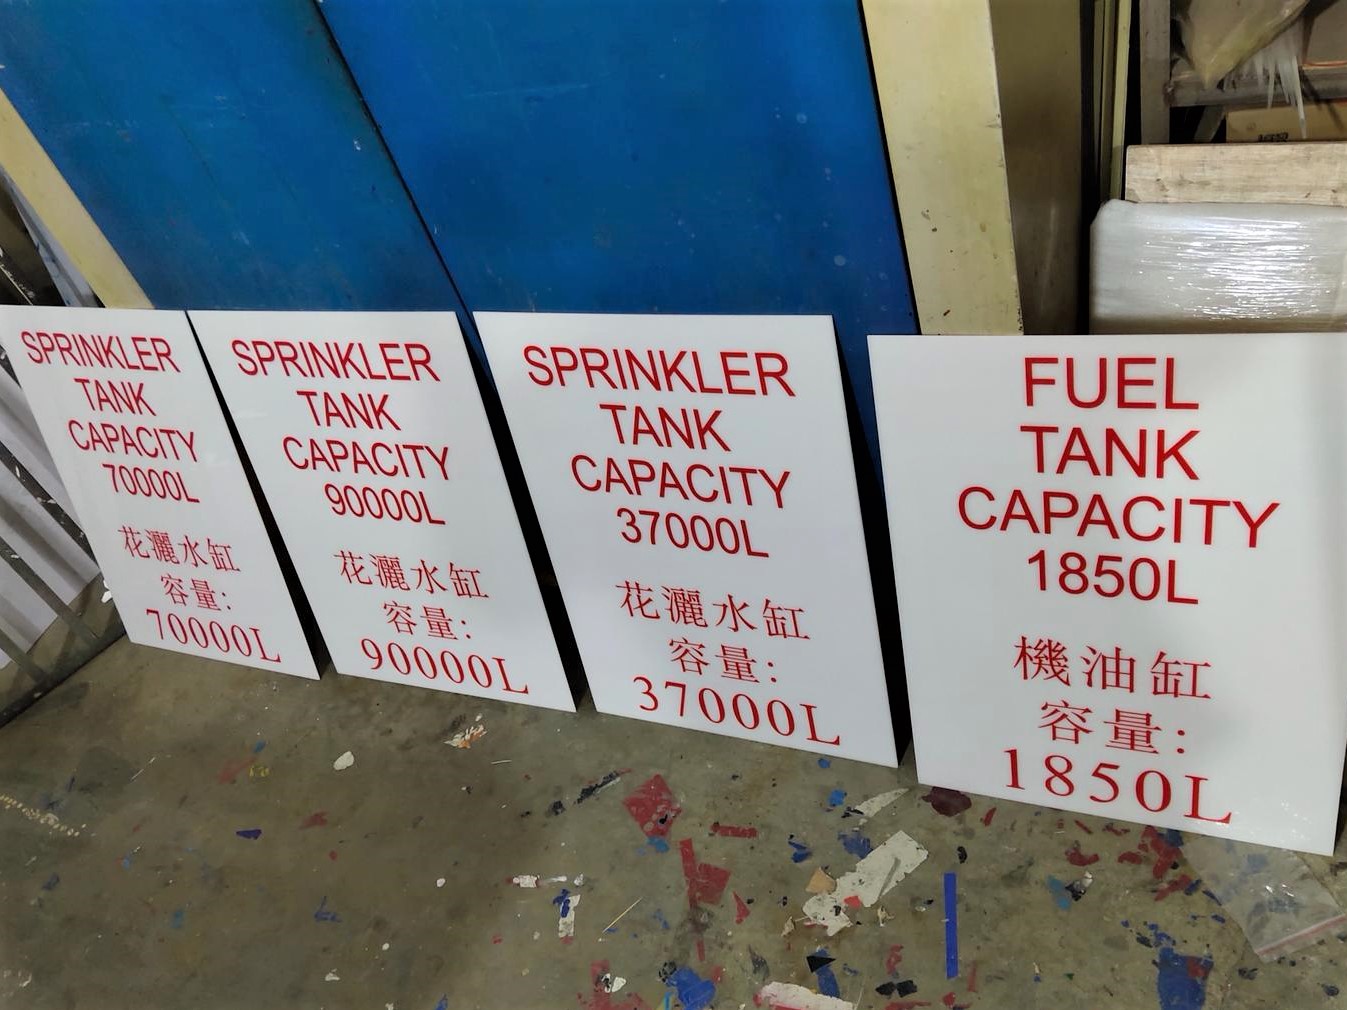 SPRINKLER
TANK
CAPACITY
70000L
花灑水缸
容量:
70000L
SPRINKLER
TANK
CAPACITY
90000L
花灑水缸
容量:
90000L
SPRINKLER
TANK
CAPACITY
37000L
花灑水缸
容量:
37000L
FUEL
TANK
CAPACITY
1850L
機油缸
容量:
1850L